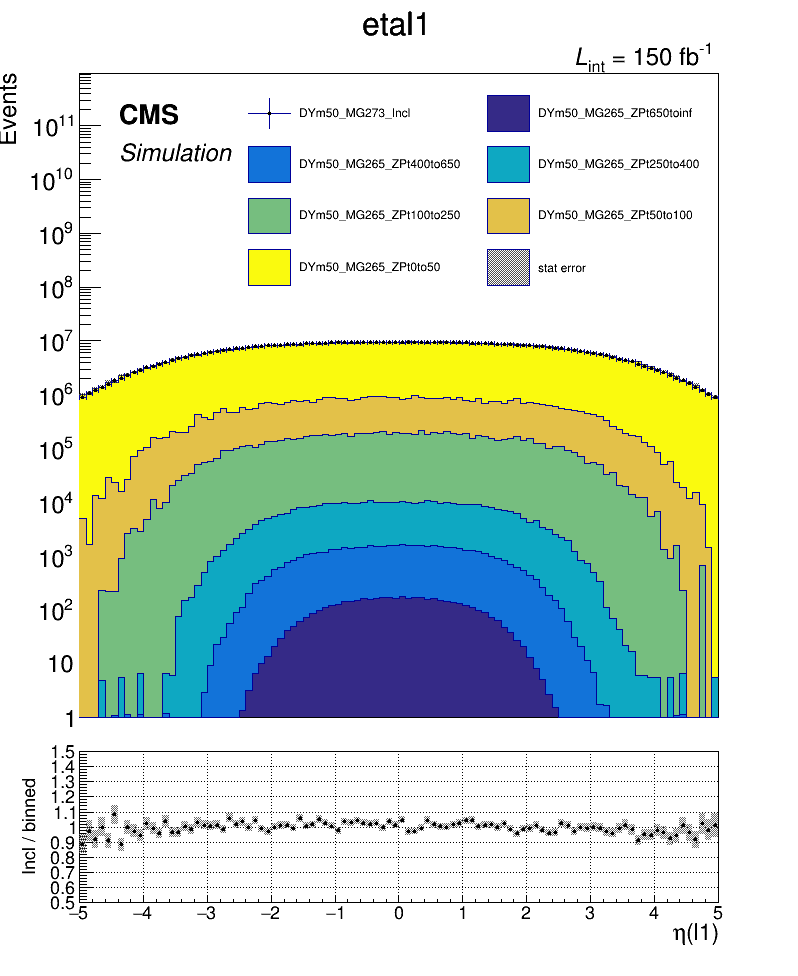 etal1
L_int = 150 fb^-1
Events
CMS
Simulation
DYm50_MG273_Incl
DYm50_MG265_ZPt650toinf
DYm50_MG265_ZPt400to650
DYm50_MG265_ZPt250to400
DYm50_MG265_ZPt100to250
DYm50_MG265_ZPt50to100
DYm50_MG265_ZPt0to50
stat error
10^11
10^10
10^9
10^8
10^7
10^6
10^5
10^4
10^3
10^2
10
1
Incl / binned
1.5
1.4
1.3
1.2
1.1
1
0.9
0.8
0.7
0.6
0.5
−5 −4 −3 −2 −1 0 1 2 3 4 5
η(l1)